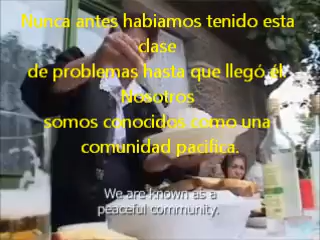 Nunca antes habiamos tenido esta
clase
de problemas hasta que llegó él.
Nosotros
somos conocidos como una
comunidad pacifica.
We are known as a
peaceful community.